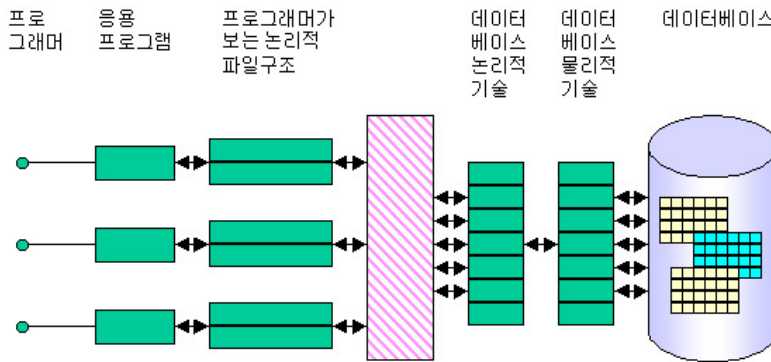 프로
그래머
응용
프로그램
프로그래머가
보는 논리적
파일구조
데이터
베이스
논리적
기술
데이터
베이스
물리적
기술
데이터베이스